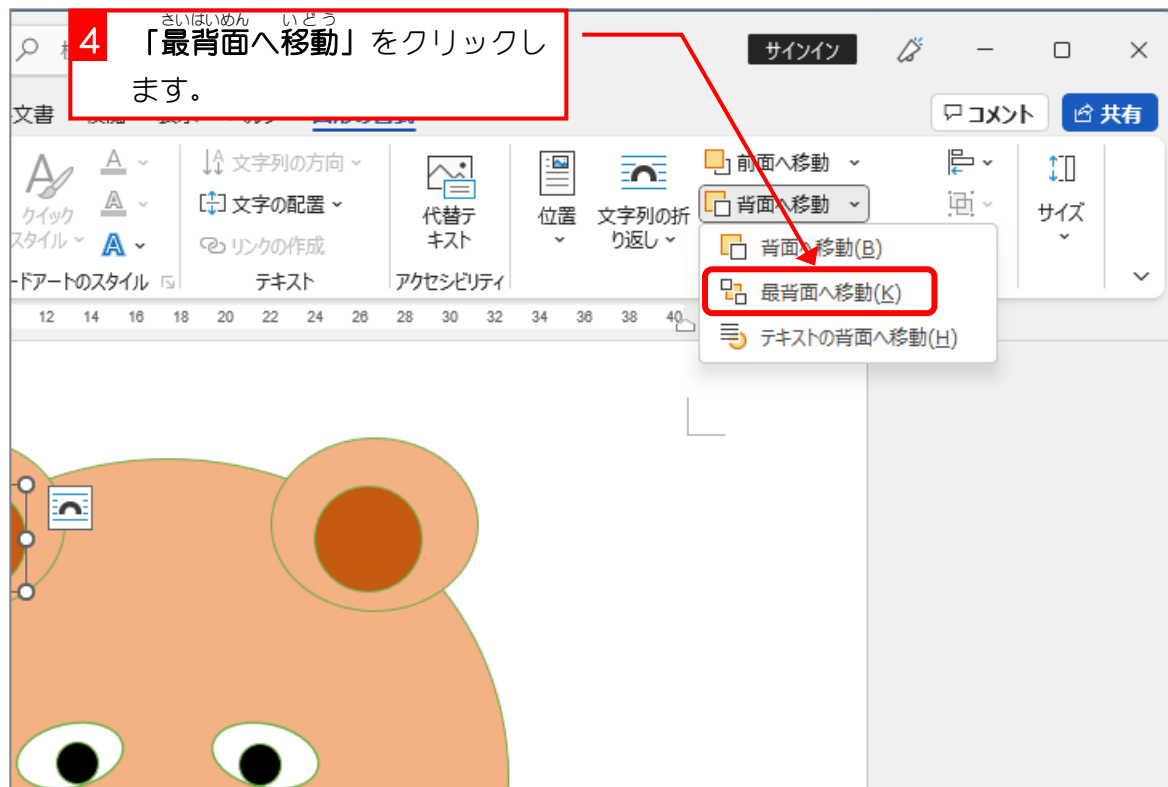 4
さいはいめん いどう
「最背面へ移動」をクリックし
ます。
サインイン
文書
コメント
共有
クイック
スタイル
文字列の方向
文字の配置
リンクの作成
代替テ
キスト
位置
文字列の折
り返し
前面へ移動
背面へ移動
サイズ
背面へ移動(B)
最背面へ移動(K)
テキストの背面へ移動(H)
ードアートのスタイル
テキスト
アクセシビリティ
12 14 16 18 20 22 24 26 28 30 32 34 36 38 40